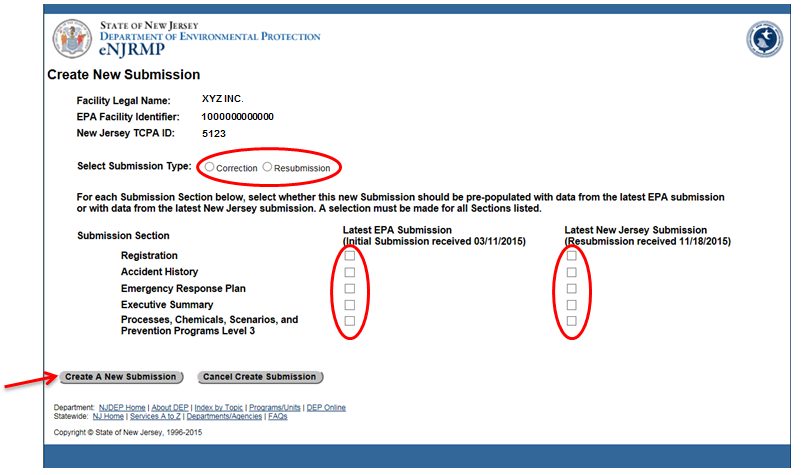 STATE OF NEW JERSEY
DEPARTMENT OF ENVIRONMENTAL PROTECTION
eNJRMP
Create New Submission
Facility Legal Name: XYZ INC.
EPA Facility Identifier: 1000000000000
New Jersey TCPA ID: 5123
Select Submission Type: Correction Resubmission
For each Submission Section below, select whether this new Submission should be pre-populated with data from the latest EPA submission
or with data from the latest New Jersey submission. A selection must be made for all Sections listed.
Submission Section
Latest EPA Submission
(Initial Submission received 03/11/2015)
Latest New Jersey Submission
(Resubmission received 11/18/2015)
Registration
Accident History
Emergency Response Plan
Executive Summary
Processes, Chemicals, Scenarios, and
Prevention Programs Level 3
Create A New Submission Cancel Create Submission
Department: NJDEP Home | About DEP | Index by Topic | Programs/Units | DEP Online
Statewide: NJ Home | Services A to Z | Departments/Agencies | FAQs
Copyright © State of New Jersey, 1996-2015